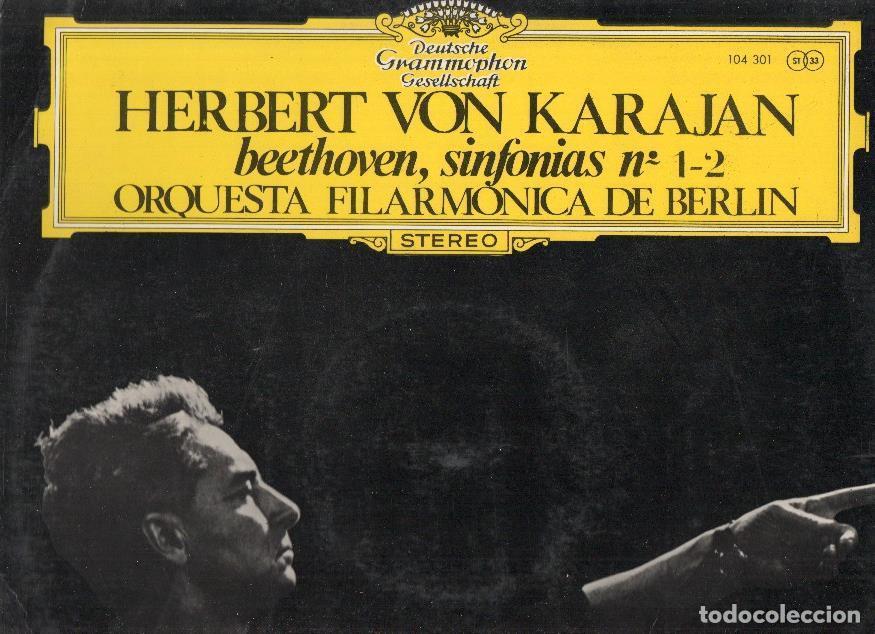 Deutsche
Grammophon
Gesellschaft
104 301 ST 33
HERBERT VON KARAJAN
beethoven, sinfonias nº 1-2
ORQUESTA FILARMONICA DE BERLIN
STEREO
todocoleccion